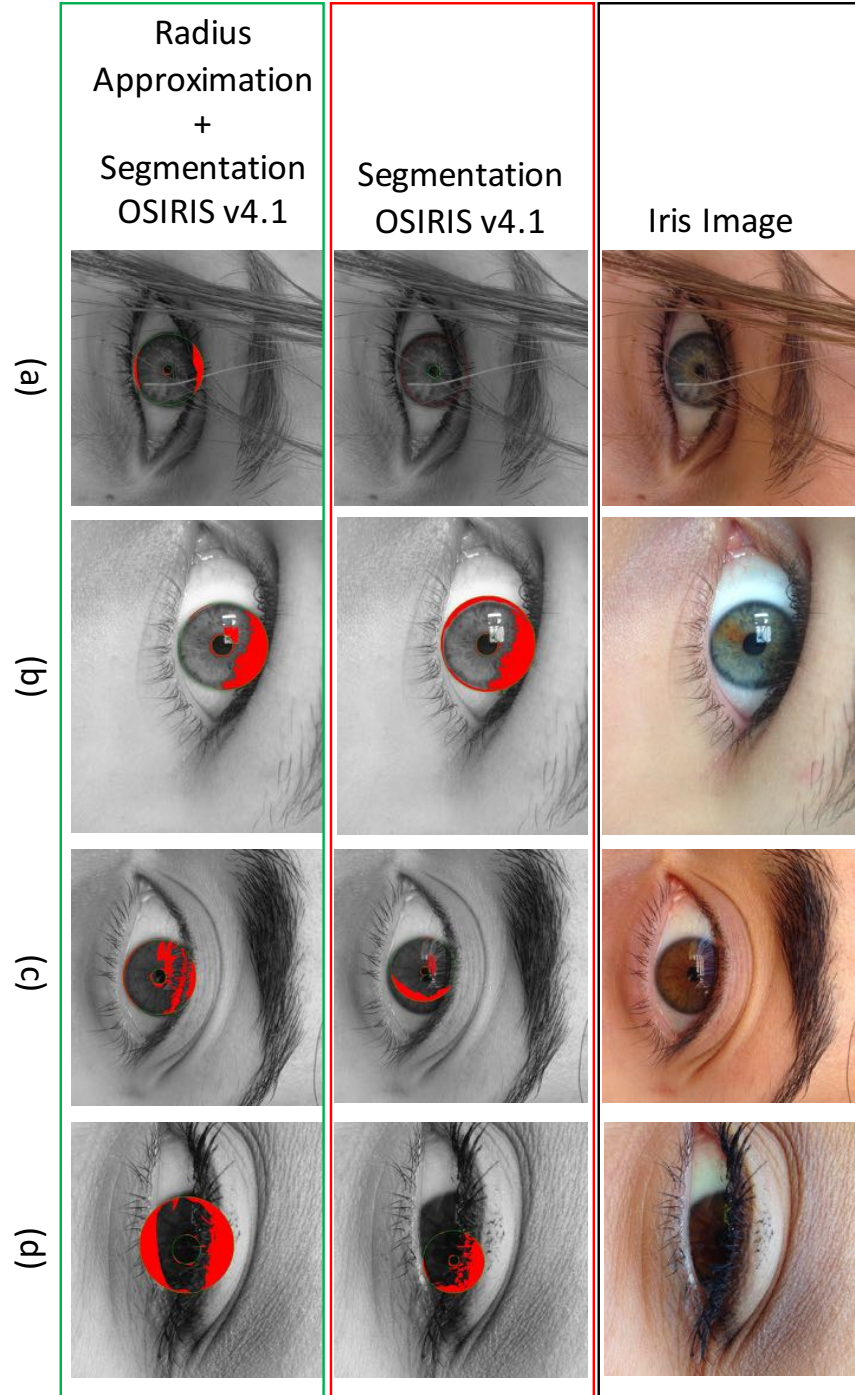 Radius
Approximation
+
Segmentation
OSIRIS v4.1
Segmentation
OSIRIS v4.1
Iris Image
(a)
(b)
(c)
(d)